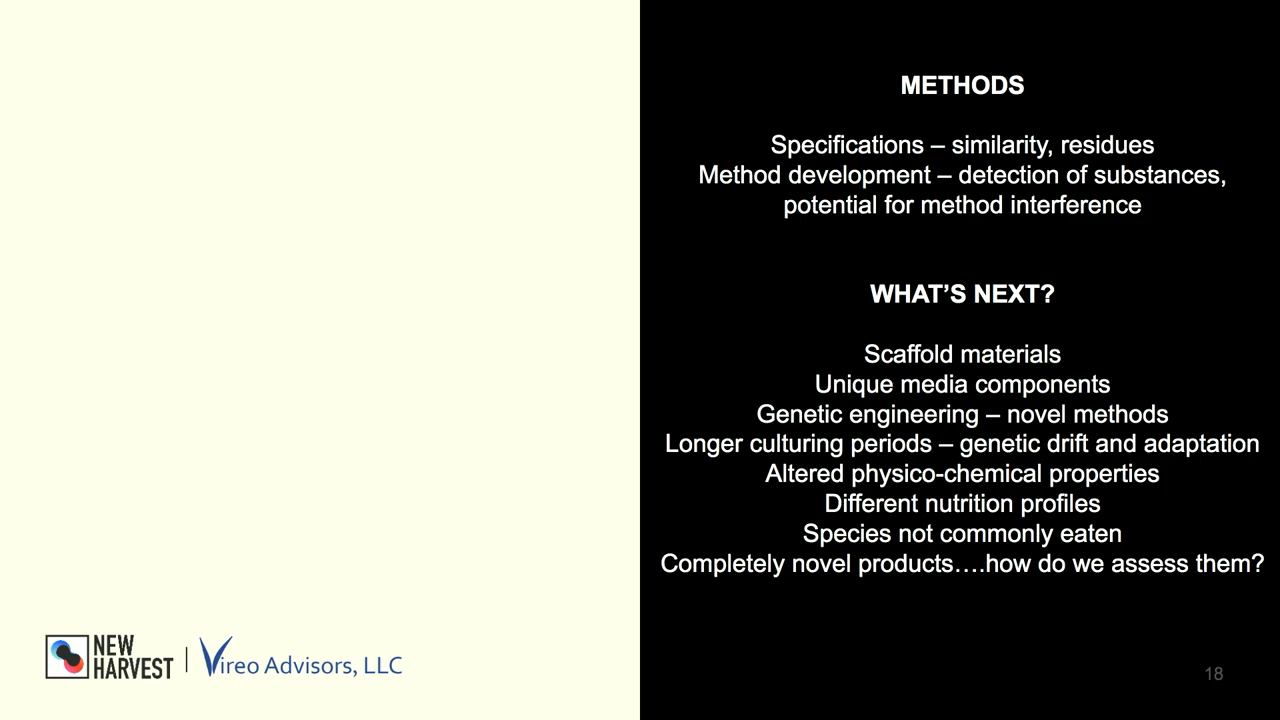 METHODS
Specifications – similarity, residues
Method development – detection of substances,
potential for method interference
WHAT’S NEXT?
Scaffold materials
Unique media components
Genetic engineering – novel methods
Longer culturing periods – genetic drift and adaptation
Altered physico-chemical properties
Different nutrition profiles
Species not commonly eaten
Completely novel products….how do we assess them?
NEW
HARVEST
Vireo Advisors, LLC
18